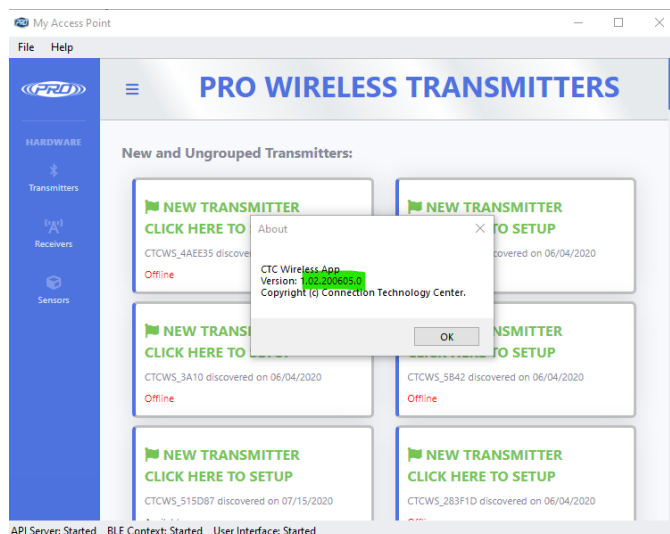 My Access Point
File Help
PRO
PRO WIRELESS TRANSMITTERS
HARDWARE
Transmitters
Receivers
Sensors
New and Ungrouped Transmitters:
NEW TRANSMITTER
CLICK HERE TO
CTCWS_4AEE35 discove
Offline
NEW TRANSMITTER
TO SETUP
covered on 06/04/2020
About
CTC Wireless App
Version: 1.02.200605.0
Copyright (c) Connection Technology Center.
OK
NEW TRANSM
CLICK HERE TO
CTCWS_3A10 discovered on 06/04/2020
Offline
NSMITTER
TO SETUP
CTCWS_5B42 discovered on 06/04/2020
Offline
NEW TRANSMITTER
CLICK HERE TO SETUP
CTCWS_515D87 discovered on 07/15/2020
NEW TRANSMITTER
CLICK HERE TO SETUP
CTCWS_283F1D discovered on 06/04/2020
API Server: Started BLE Context: Started User Interface: Started